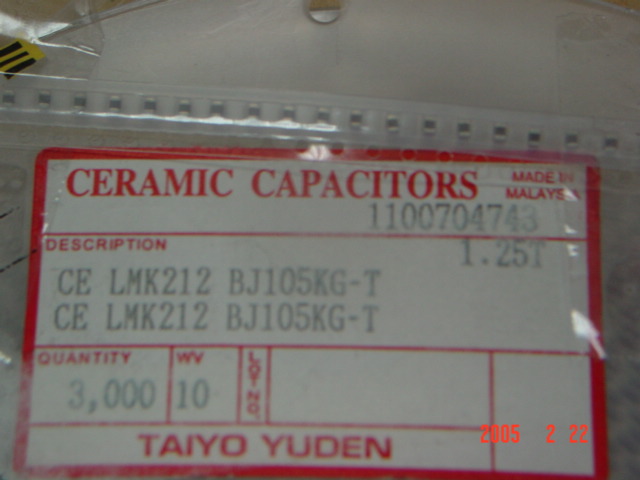 CERAMIC CAPACITORS
MADE IN
MALAYSIA
1100704743
DESCRIPTION
1.25T
CE LMK212 BJ105KG-T
CE LMK212 BJ105KG-T
QUANTITY
WV
LOT NO.
3,000
10
TAIYO YUDEN
2005 2 22